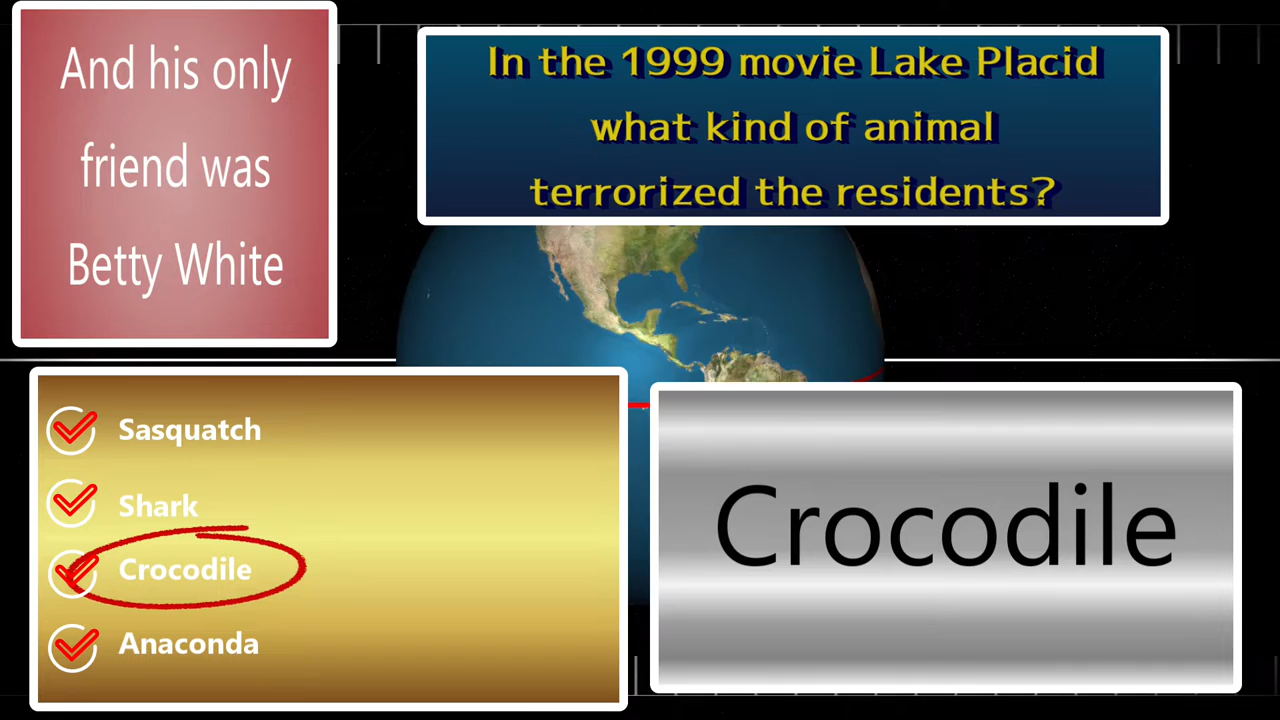 And his only
friend was
Betty White
In the 1999 movie Lake Placid
what kind of animal
terrorized the residents?
Sasquatch
Shark
Crocodile
Anaconda
Crocodile